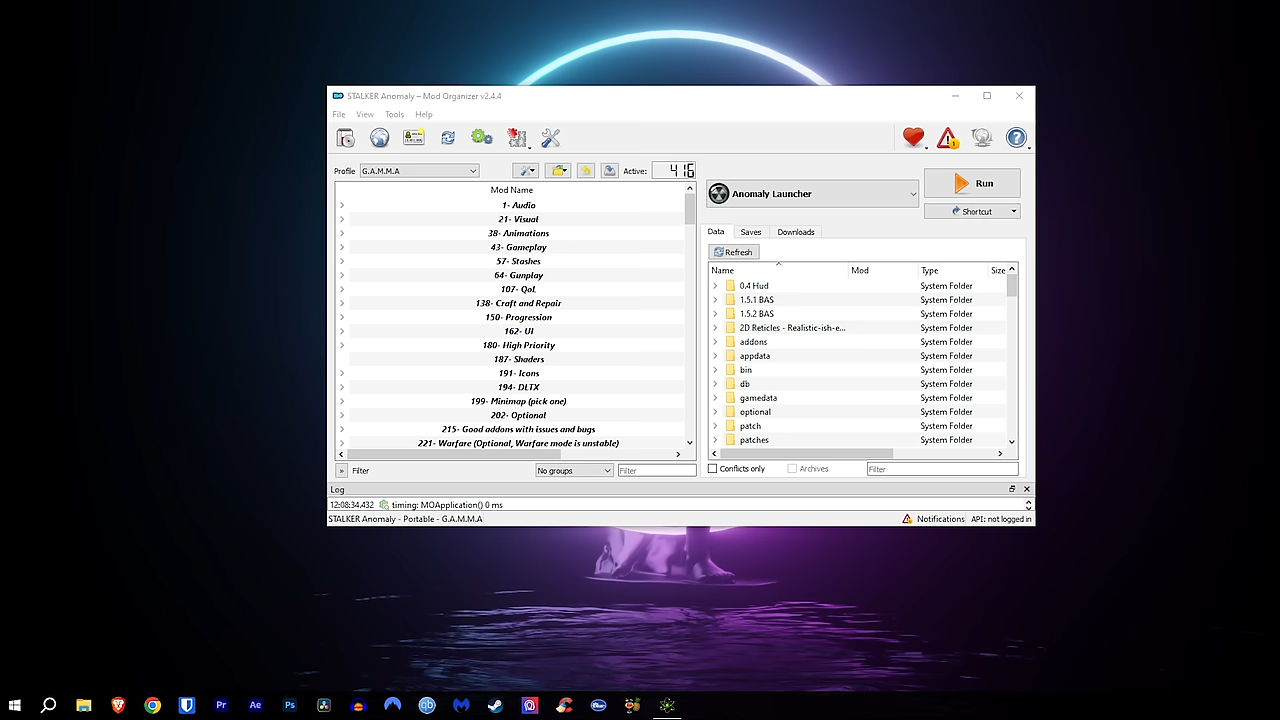 STALKER Anomaly – Mod Organizer v2.4.4
File View Tools Help
Profile G.A.M.M.A Active: 416
Mod Name
1- Audio
21- Visual
38- Animations
43- Gameplay
57- Stashes
64- Gunplay
107- QoL
138- Craft and Repair
150- Progression
162- UI
180- High Priority
187- Shaders
191- Icons
194- DLTX
199- Minimap (pick one)
202- Optional
215- Good addons with issues and bugs
221- Warfare (Optional, Warfare mode is unstable)
» Filter No groups Filter
Anomaly Launcher
Run
Shortcut
Data Saves Downloads
Refresh
Name Mod Type Size
0.4 Hud System Folder
1.5.1 BAS System Folder
1.5.2 BAS System Folder
2D Reticles - Realistic-ish-e... System Folder
addons System Folder
appdata System Folder
bin System Folder
db System Folder
gamedata System Folder
optional System Folder
patch System Folder
patches System Folder
Conflicts only Archives Filter
Log
12:08:34.432 timing: MOApplication() 0 ms
STALKER Anomaly - Portable - G.A.M.M.A Notifications API: not logged in
Pr Ae Ps qb